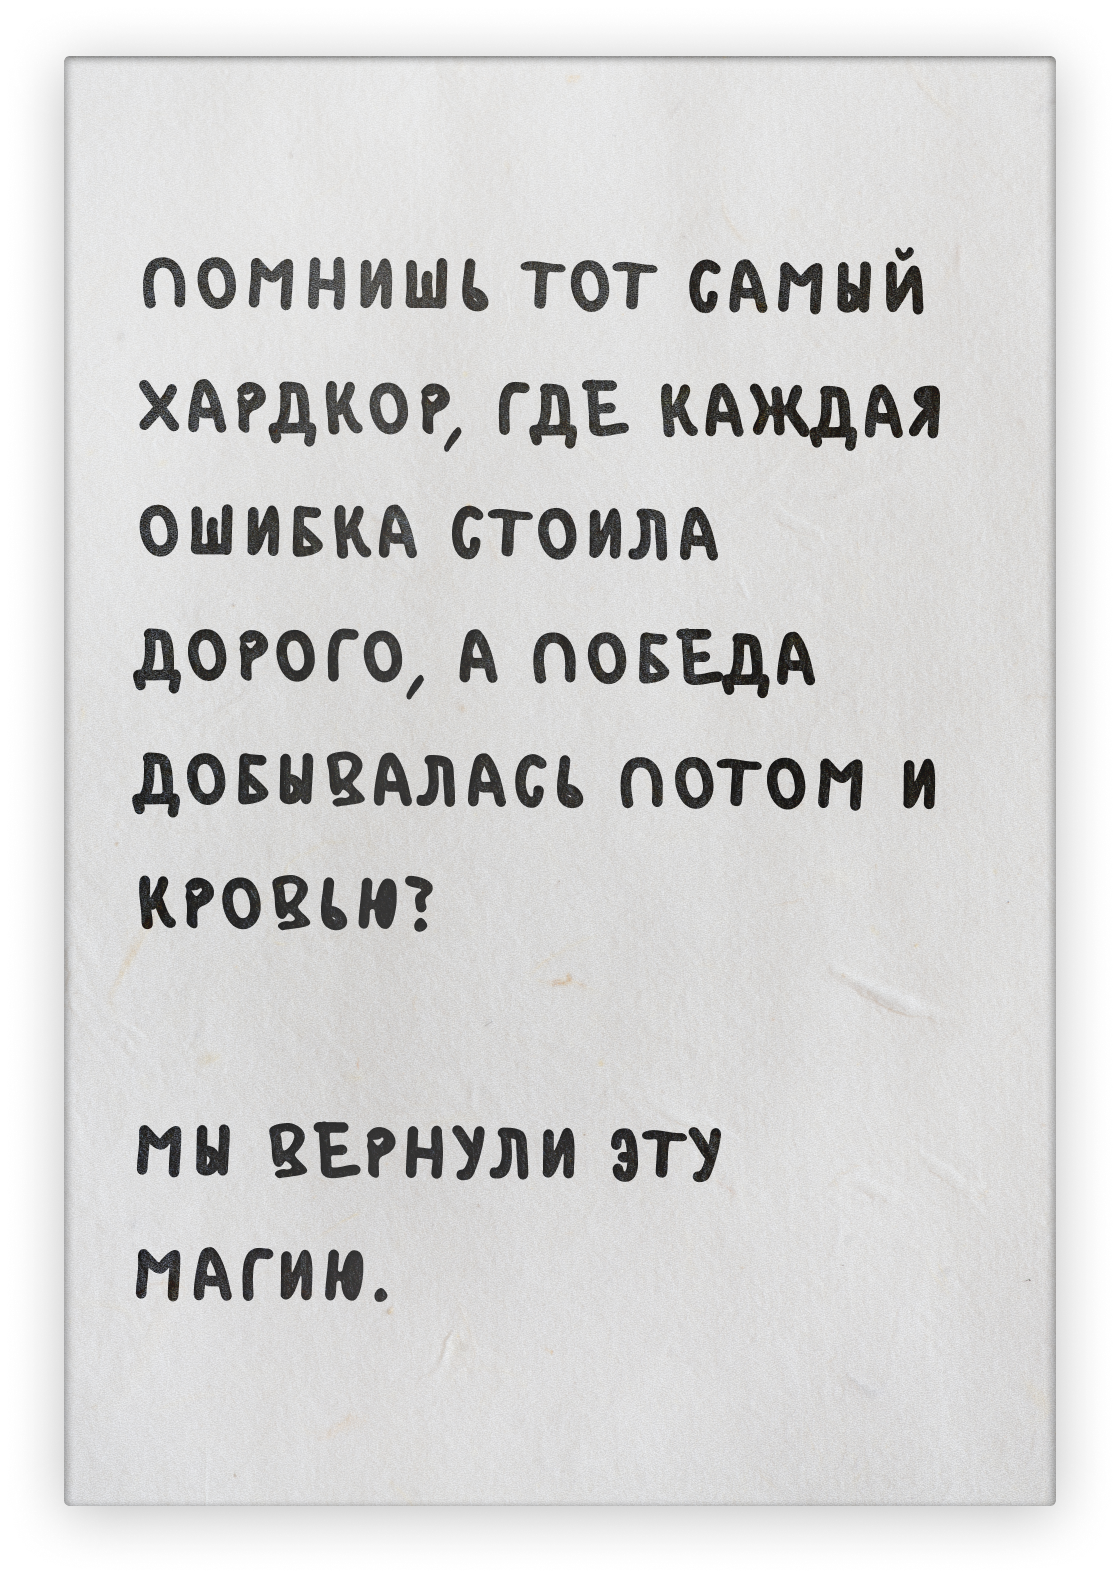 ПОМНИШЬ ТОТ САМЫЙ
ХАРДКОР, ГДЕ КАЖДАЯ
ОШИБКА СТОИЛА
ДОРОГО, А ПОБЕДА
ДОБЫВАЛАСЬ ПОТОМ И
КРОВЬЮ?
МЫ ВЕРНУЛИ ЭТУ
МАГИЮ.